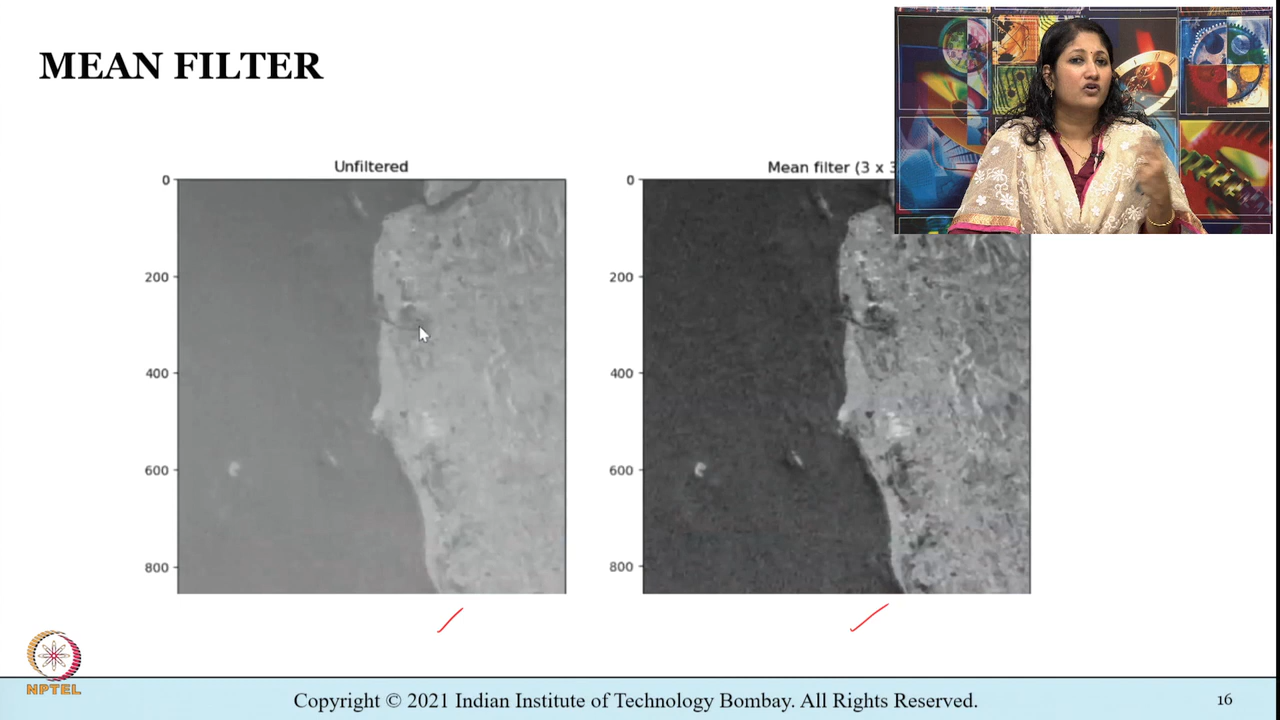 MEAN FILTER
Unfiltered
Mean filter (3 x 3
0
200
400
600
800
0
200
400
600
800
NPTEL
Copyright © 2021 Indian Institute of Technology Bombay. All Rights Reserved.
16